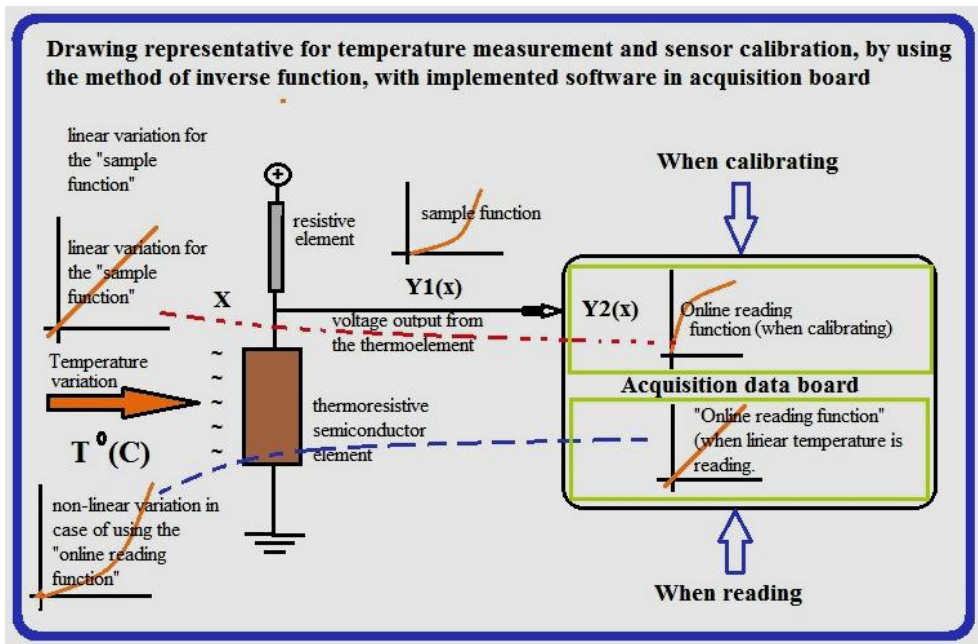 Drawing representative for temperature measurement and sensor calibration, by using
the method of inverse function, with implemented software in acquisition board
linear variation for
the "sample
function"
When calibrating
resistive
element
sample function
linear variation for
the "sample
function"
X
Y1(x)
Y2(x)
Online reading
function (when calibrating)
voltage output from
the thermoelement
Temperature
variation
Acquisition data board
T⁰(C)
thermoresistive
semiconductor
element
"Online reading function"
(when linear temperature is
reading.
non-linear variation in
case of using the
"online reading
function"
When reading